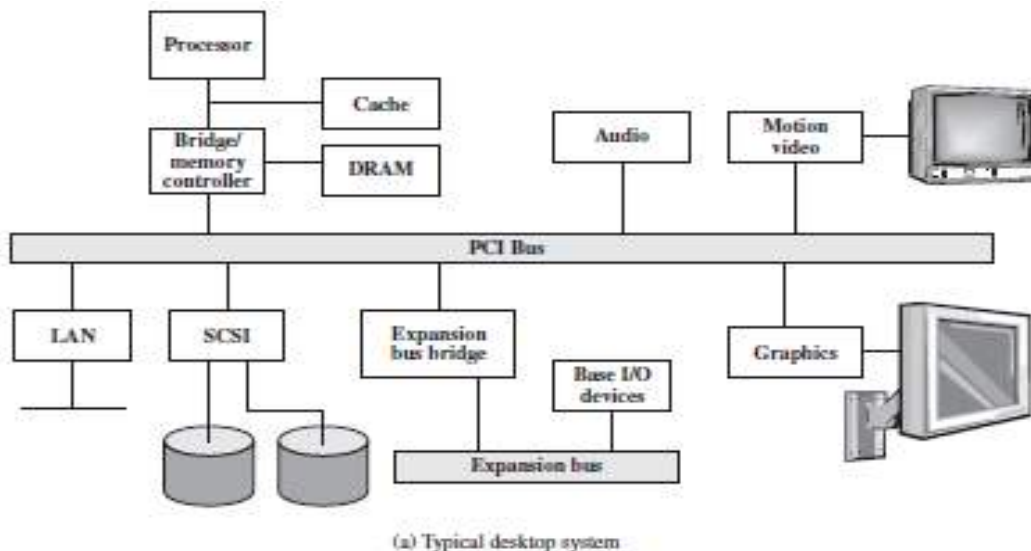 Processor
Cache
Bridge/
memory
controller
DRAM
Audio
Motion
video
PCI Bus
LAN
SCSI
Expansion
bus bridge
Base I/O
devices
Graphics
Expansion bus
(a) Typical desktop system